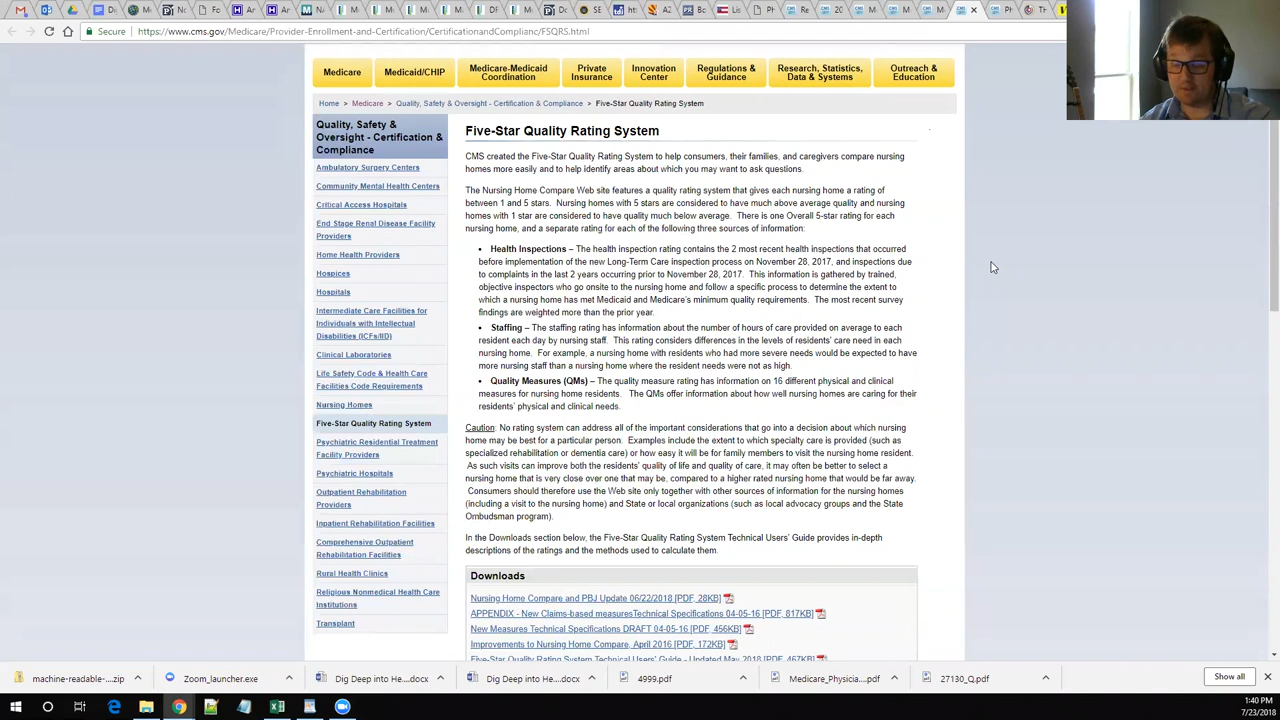 Secure
https://www.cms.gov/Medicare/Provider-Enrollment-and-Certification/CertificationandComplianc/FSQRS.html
Medicare
Medicaid/CHIP
Medicare-Medicaid
Coordination
Private
Insurance
Innovation
Center
Regulations &
Guidance
Research, Statistics,
Data & Systems
Outreach &
Education
Home > Medicare > Quality, Safety & Oversight - Certification & Compliance > Five-Star Quality Rating System
Quality, Safety &
Oversight - Certification &
Compliance
Ambulatory Surgery Centers
Community Mental Health Centers
Critical Access Hospitals
End Stage Renal Disease Facility
Providers
Home Health Providers
Hospices
Hospitals
Intermediate Care Facilities for
Individuals with Intellectual
Disabilities (ICFs/IID)
Clinical Laboratories
Life Safety Code & Health Care
Facilities Code Requirements
Nursing Homes
Five-Star Quality Rating System
Psychiatric Residential Treatment
Facility Providers
Psychiatric Hospitals
Outpatient Rehabilitation
Providers
Inpatient Rehabilitation Facilities
Comprehensive Outpatient
Rehabilitation Facilities
Rural Health Clinics
Religious Nonmedical Health Care
Institutions
Transplant
Five-Star Quality Rating System
CMS created the Five-Star Quality Rating System to help consumers, their families, and caregivers compare nursing
homes more easily and to help identify areas about which you may want to ask questions.
The Nursing Home Compare Web site features a quality rating system that gives each nursing home a rating of
between 1 and 5 stars. Nursing homes with 5 stars are considered to have much above average quality and nursing
homes with 1 star are considered to have quality much below average. There is one Overall 5-star rating for each
nursing home, and a separate rating for each of the following three sources of information:
• Health Inspections – The health inspection rating contains the 2 most recent health inspections that occurred
before implementation of the new Long-Term Care inspection process on November 28, 2017, and inspections due
to complaints in the last 2 years occurring prior to November 28, 2017. This information is gathered by trained,
objective inspectors who go onsite to the nursing home and follow a specific process to determine the extent to
which a nursing home has met Medicaid and Medicare's minimum quality requirements. The most recent survey
findings are weighted more than the prior year.
• Staffing – The staffing rating has information about the number of hours of care provided on average to each
resident each day by nursing staff. This rating considers differences in the levels of residents' care need in each
nursing home. For example, a nursing home with residents who had more severe needs would be expected to have
more nursing staff than a nursing home where the resident needs were not as high.
• Quality Measures (QMs) – The quality measure rating has information on 16 different physical and clinical
measures for nursing home residents. The QMs offer information about how well nursing homes are caring for their
residents' physical and clinical needs.
Caution: No rating system can address all of the important considerations that go into a decision about which nursing
home may be best for a particular person. Examples include the extent to which specialty care is provided (such as
specialized rehabilitation or dementia care) or how easy it will be for family members to visit the nursing home resident.
As such visits can improve both the residents' quality of life and quality of care, it may often be better to select a
nursing home that is very close over one that may be, compared to a higher rated nursing home that would be far away.
Consumers should therefore use the Web site only together with other sources of information for the nursing homes
(including a visit to the nursing home) and State or local organizations (such as local advocacy groups and the State
Ombudsman program).
In the Downloads section below, the Five-Star Quality Rating System Technical Users' Guide provides in-depth
descriptions of the ratings and the methods used to calculate them.
Downloads
Nursing Home Compare and PBJ Update 06/22/2018 [PDF, 28KB]
APPENDIX - New Claims-based measuresTechnical Specifications 04-05-16 [PDF, 817KB]
New Measures Technical Specifications DRAFT 04-05-16 [PDF, 456KB]
Improvements to Nursing Home Compare, April 2016 [PDF, 172KB]
Five-Star Quality Rating System Technical Users' Guide - Updated May 2018 [PDF, 467KB]
machine-readable-....zip
Zoom_launcher.exe
Dig Deep into He....docx
Dig Deep into He....docx
4999.pdf
Medicare_Physicia....pdf
27130_Q.pdf
Show all
1:40 PM
7/23/2018